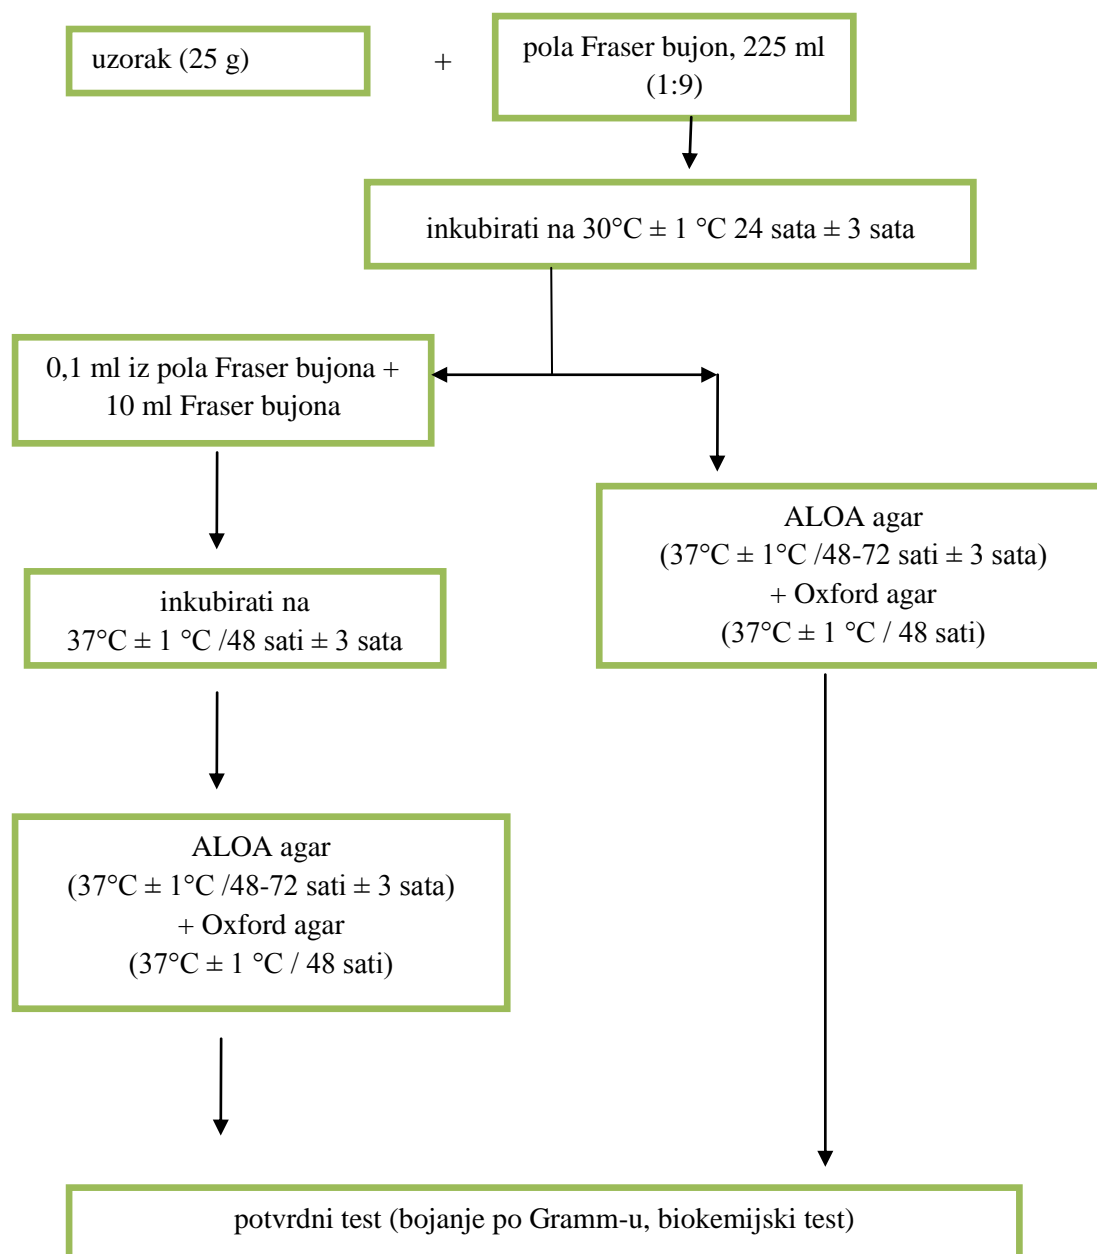 uzorak (25 g)
+
pola Fraser bujon, 225 ml
(1:9)
inkubirati na 30°C ± 1 °C 24 sata ± 3 sata
0,1 ml iz pola Fraser bujona +
10 ml Fraser bujona
inkubirati na
37°C ± 1 °C /48 sati ± 3 sata
ALOA agar
(37°C ± 1°C /48-72 sati ± 3 sata)
+ Oxford agar
(37°C ± 1 °C / 48 sati)
ALOA agar
(37°C ± 1°C /48-72 sati ± 3 sata)
+ Oxford agar
(37°C ± 1 °C / 48 sati)
potvrdni test (bojanje po Gramm-u, biokemijski test)